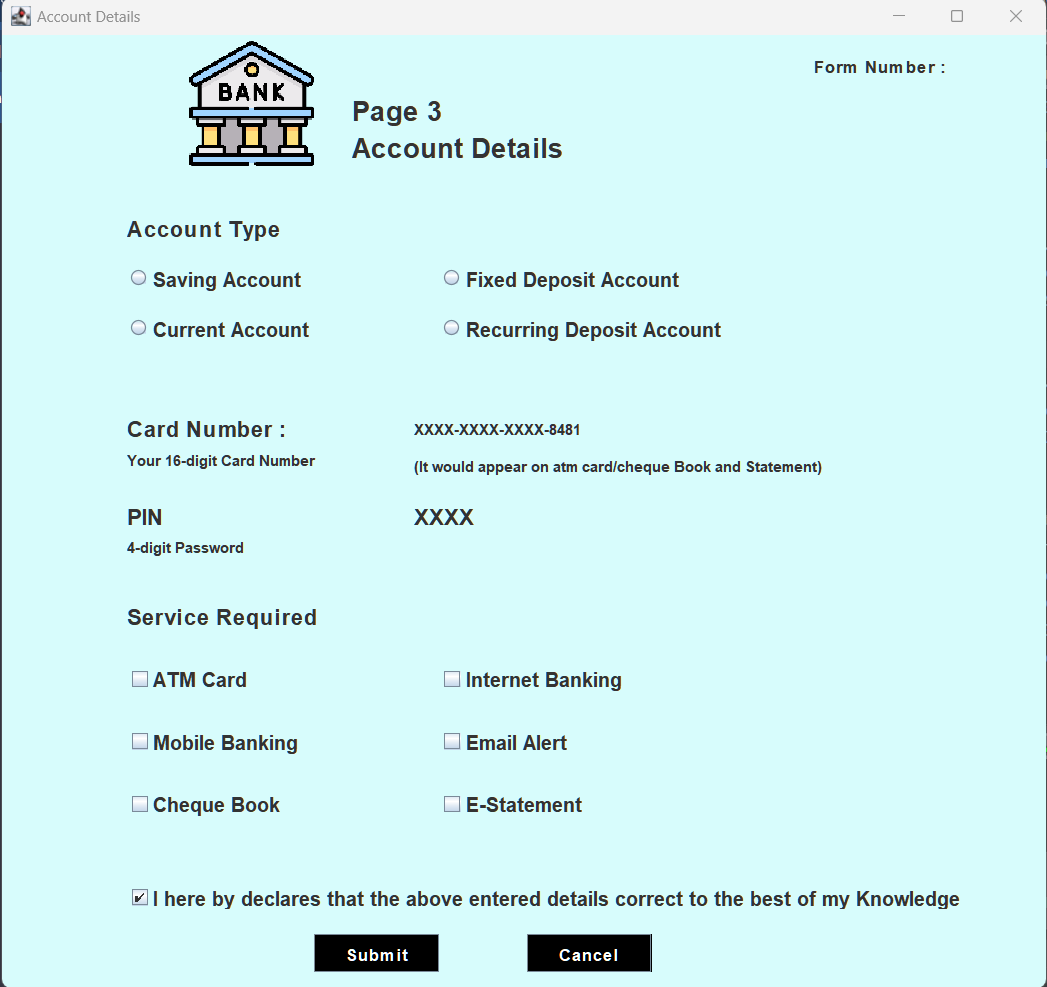 Account Details
Form Number :
BANK
Page 3
Account Details
Account Type
Saving Account
Fixed Deposit Account
Current Account
Recurring Deposit Account
Card Number :
XXXX-XXXX-XXXX-8481
Your 16-digit Card Number
(It would appear on atm card/cheque Book and Statement)
PIN
XXXX
4-digit Password
Service Required
ATM Card
Internet Banking
Mobile Banking
Email Alert
Cheque Book
E-Statement
I here by declares that the above entered details correct to the best of my Knowledge
Submit
Cancel